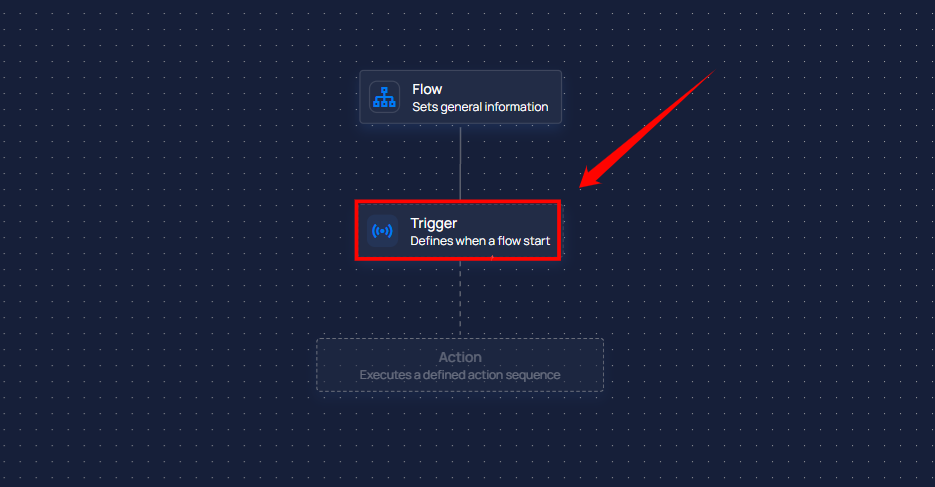 Flow
Sets general information
Trigger
Defines when a flow start
Action
Executes a defined action sequence